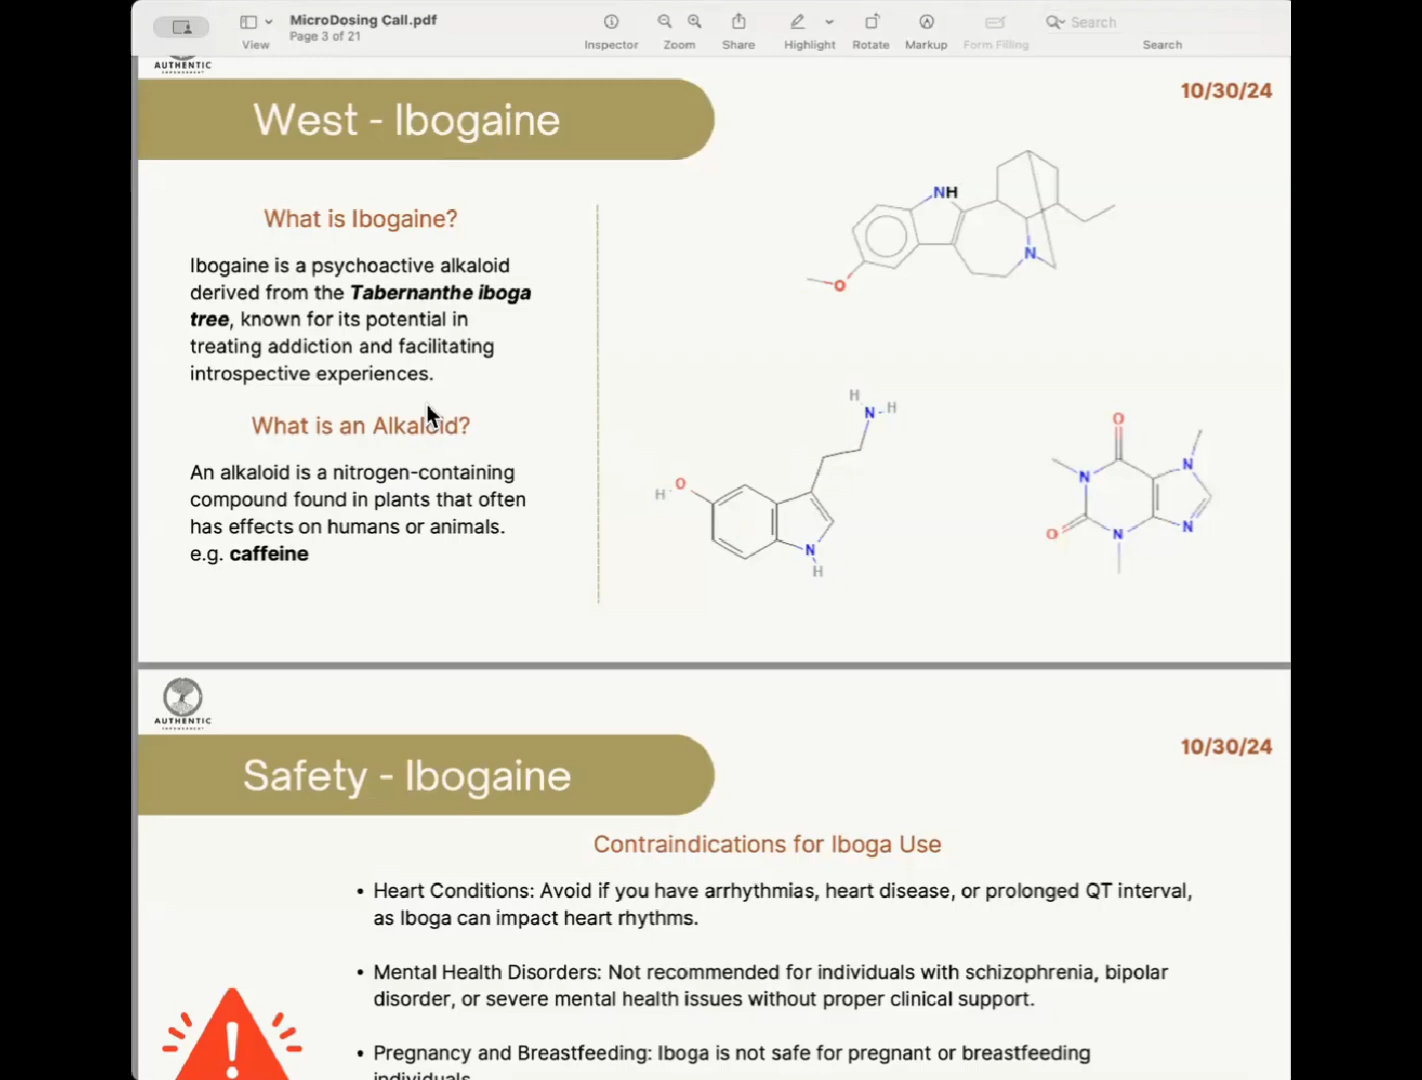 MicroDosing Call.pdf
Page 3 of 21
View
Inspector
Zoom
Share
Highlight
Rotate
Markup
Form Filling
Search
Search
AUTHENTIC
10/30/24
West - Ibogaine
What is Ibogaine?
Ibogaine is a psychoactive alkaloid
derived from the Tabernanthe iboga
tree, known for its potential in
treating addiction and facilitating
introspective experiences.
What is an Alkaloid?
An alkaloid is a nitrogen-containing
compound found in plants that often
has effects on humans or animals.
e.g. caffeine
NH
N
O
H
N
H
H
O
N
H
O
N
N
O
N
N
AUTHENTIC
10/30/24
Safety - Ibogaine
Contraindications for Iboga Use
• Heart Conditions: Avoid if you have arrhythmias, heart disease, or prolonged QT interval,
as Iboga can impact heart rhythms.
• Mental Health Disorders: Not recommended for individuals with schizophrenia, bipolar
disorder, or severe mental health issues without proper clinical support.
• Pregnancy and Breastfeeding: Iboga is not safe for pregnant or breastfeeding
individuals